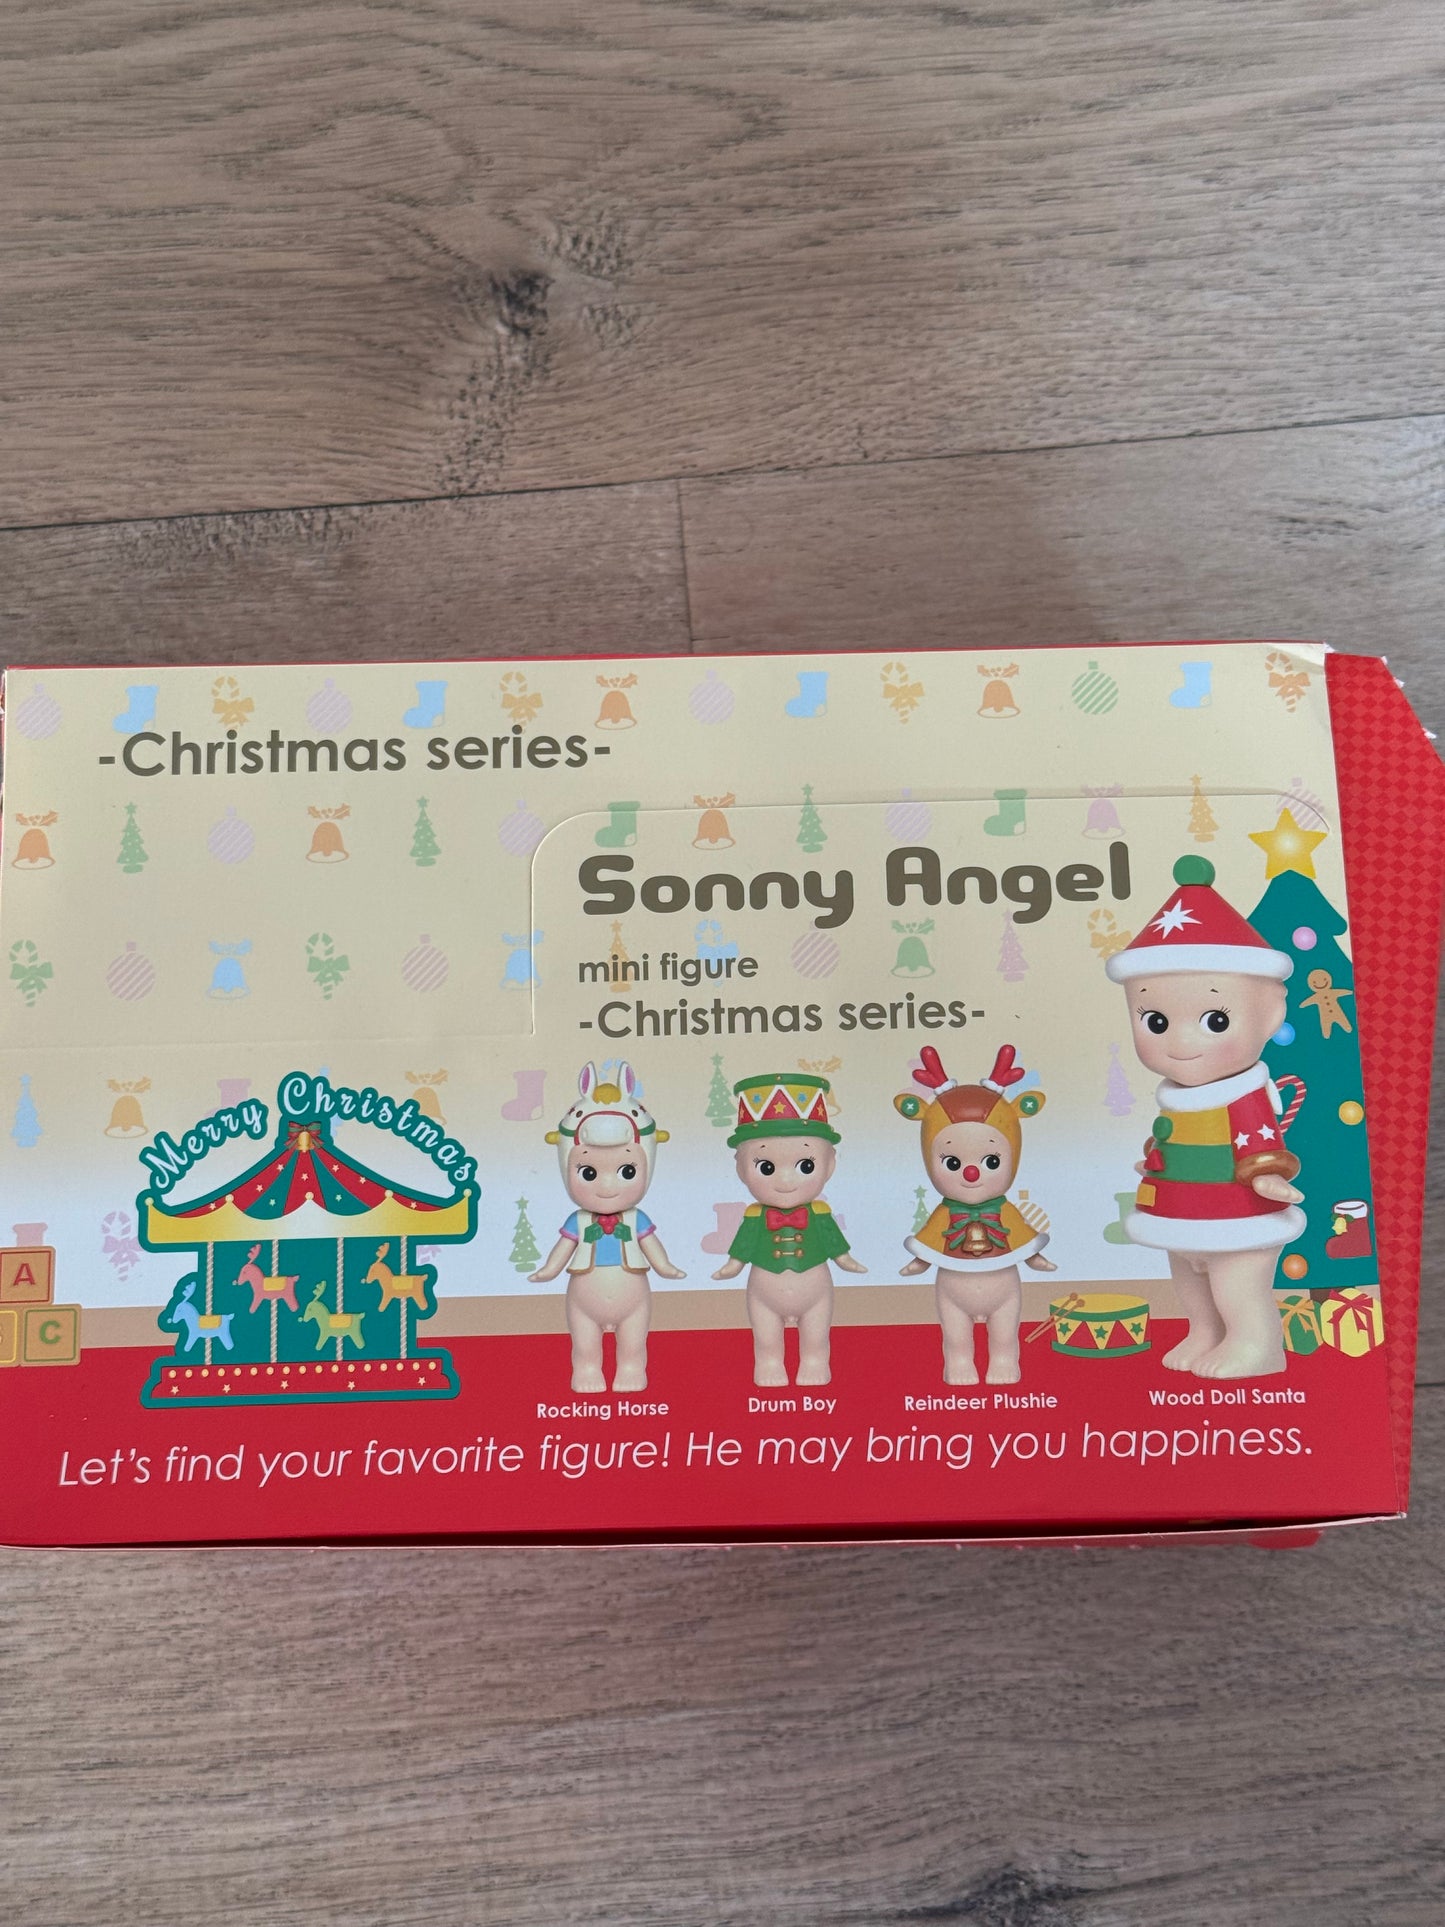 -Christmas series-
Sonny Angel
mini figure
-Christmas series-
Merry Christmas
A
C
Rocking Horse
Drum Boy
Reindeer Plushie
Wood Doll Santa
Let's find your favorite figure! He may bring you happiness.